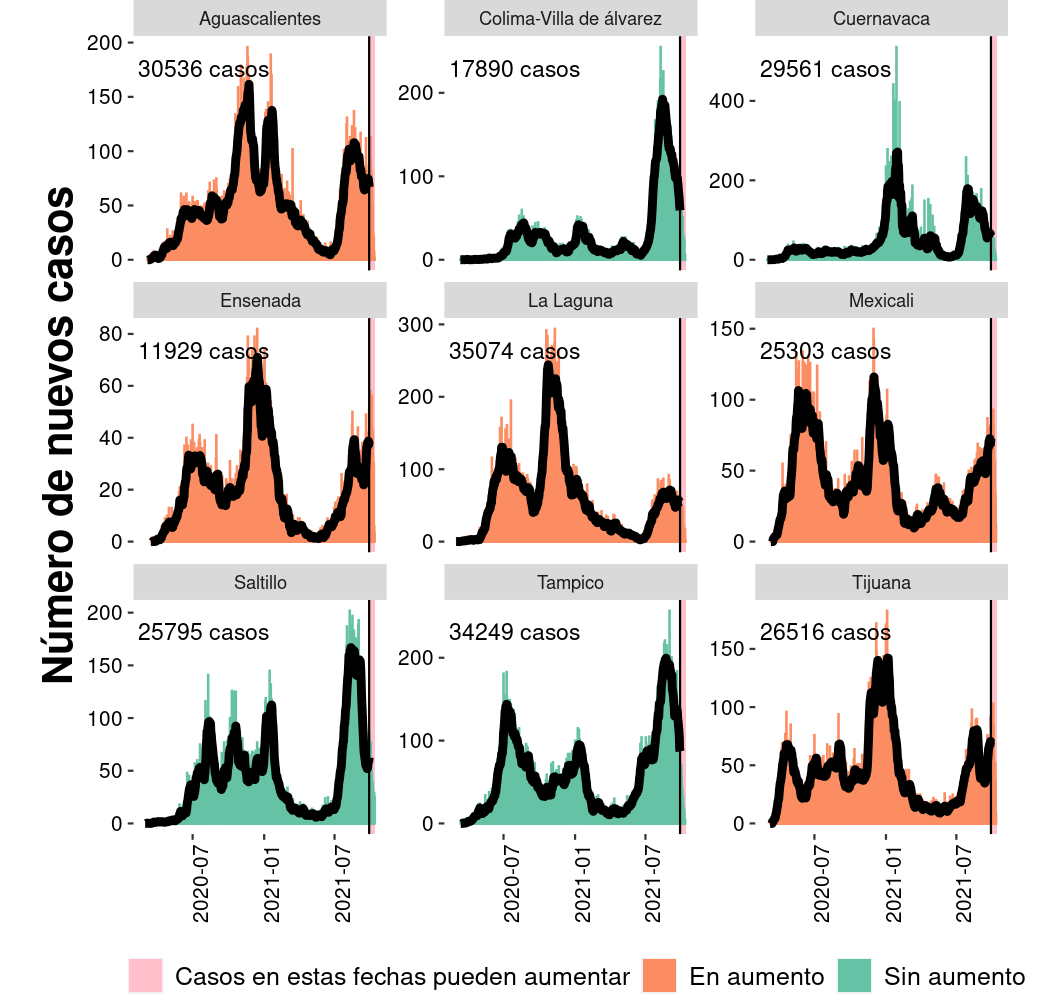 Número de nuevos casos
Aguascalientes
200
150
100
50
0
30536 casos
Colima-Villa de álvarez
200
100
0
17890 casos
Cuernavaca
400
200
0
29561 casos
Ensenada
80
60
40
20
0
11929 casos
La Laguna
300
200
100
0
35074 casos
Mexicali
150
100
50
0
25303 casos
Saltillo
200
150
100
50
0
25795 casos
2020-07
2021-01
2021-07
Tampico
200
100
0
34249 casos
2020-07
2021-01
2021-07
Tijuana
150
100
50
0
26516 casos
2020-07
2021-01
2021-07
Casos en estas fechas pueden aumentar
En aumento
Sin aumento